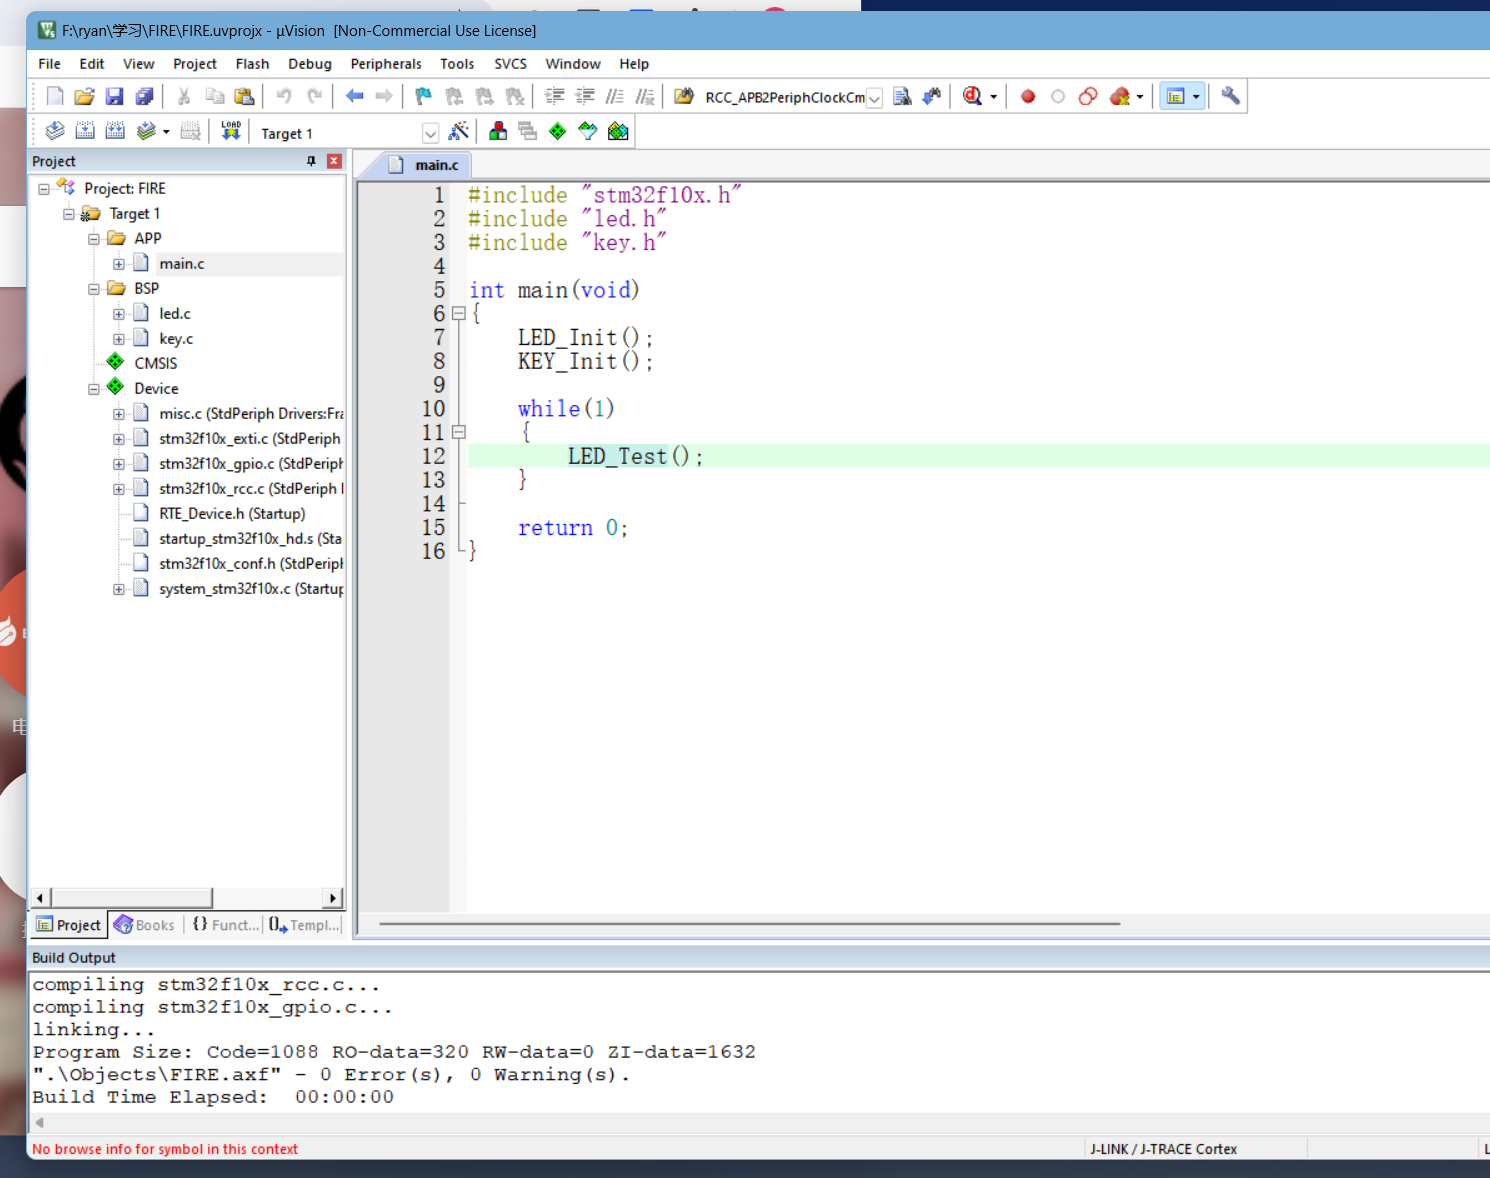 F:\ryan\学习\FIRE\FIRE.uvprojx - µVision  [Non-Commercial Use License]
File Edit View Project Flash Debug Peripherals Tools SVCS Window Help
RCC_APB2PeriphClockCm
LOAD
Target 1
Project
Project: FIRE
Target 1
APP
main.c
BSP
led.c
key.c
CMSIS
Device
misc.c (StdPeriph Drivers:Fra
stm32f10x_exti.c (StdPeriph
stm32f10x_gpio.c (StdPeriph
stm32f10x_rcc.c (StdPeriph
RTE_Device.h (Startup)
startup_stm32f10x_hd.s (Sta
stm32f10x_conf.h (StdPeriph
system_stm32f10x.c (Startup
Project Books {} Funct... Templ...
main.c
1 #include "stm32f10x.h"
2 #include "led.h"
3 #include "key.h"
4
5 int main(void)
6 {
7 LED_Init();
8 KEY_Init();
9
10 while(1)
11 {
12 LED_Test();
13 }
14
15 return 0;
16 }
Build Output
compiling stm32f10x_rcc.c...
compiling stm32f10x_gpio.c...
linking...
Program Size: Code=1088 RO-data=320 RW-data=0 ZI-data=1632
".\Objects\FIRE.axf" - 0 Error(s), 0 Warning(s).
Build Time Elapsed:  00:00:00
No browse info for symbol in this context
J-LINK / J-TRACE Cortex
电